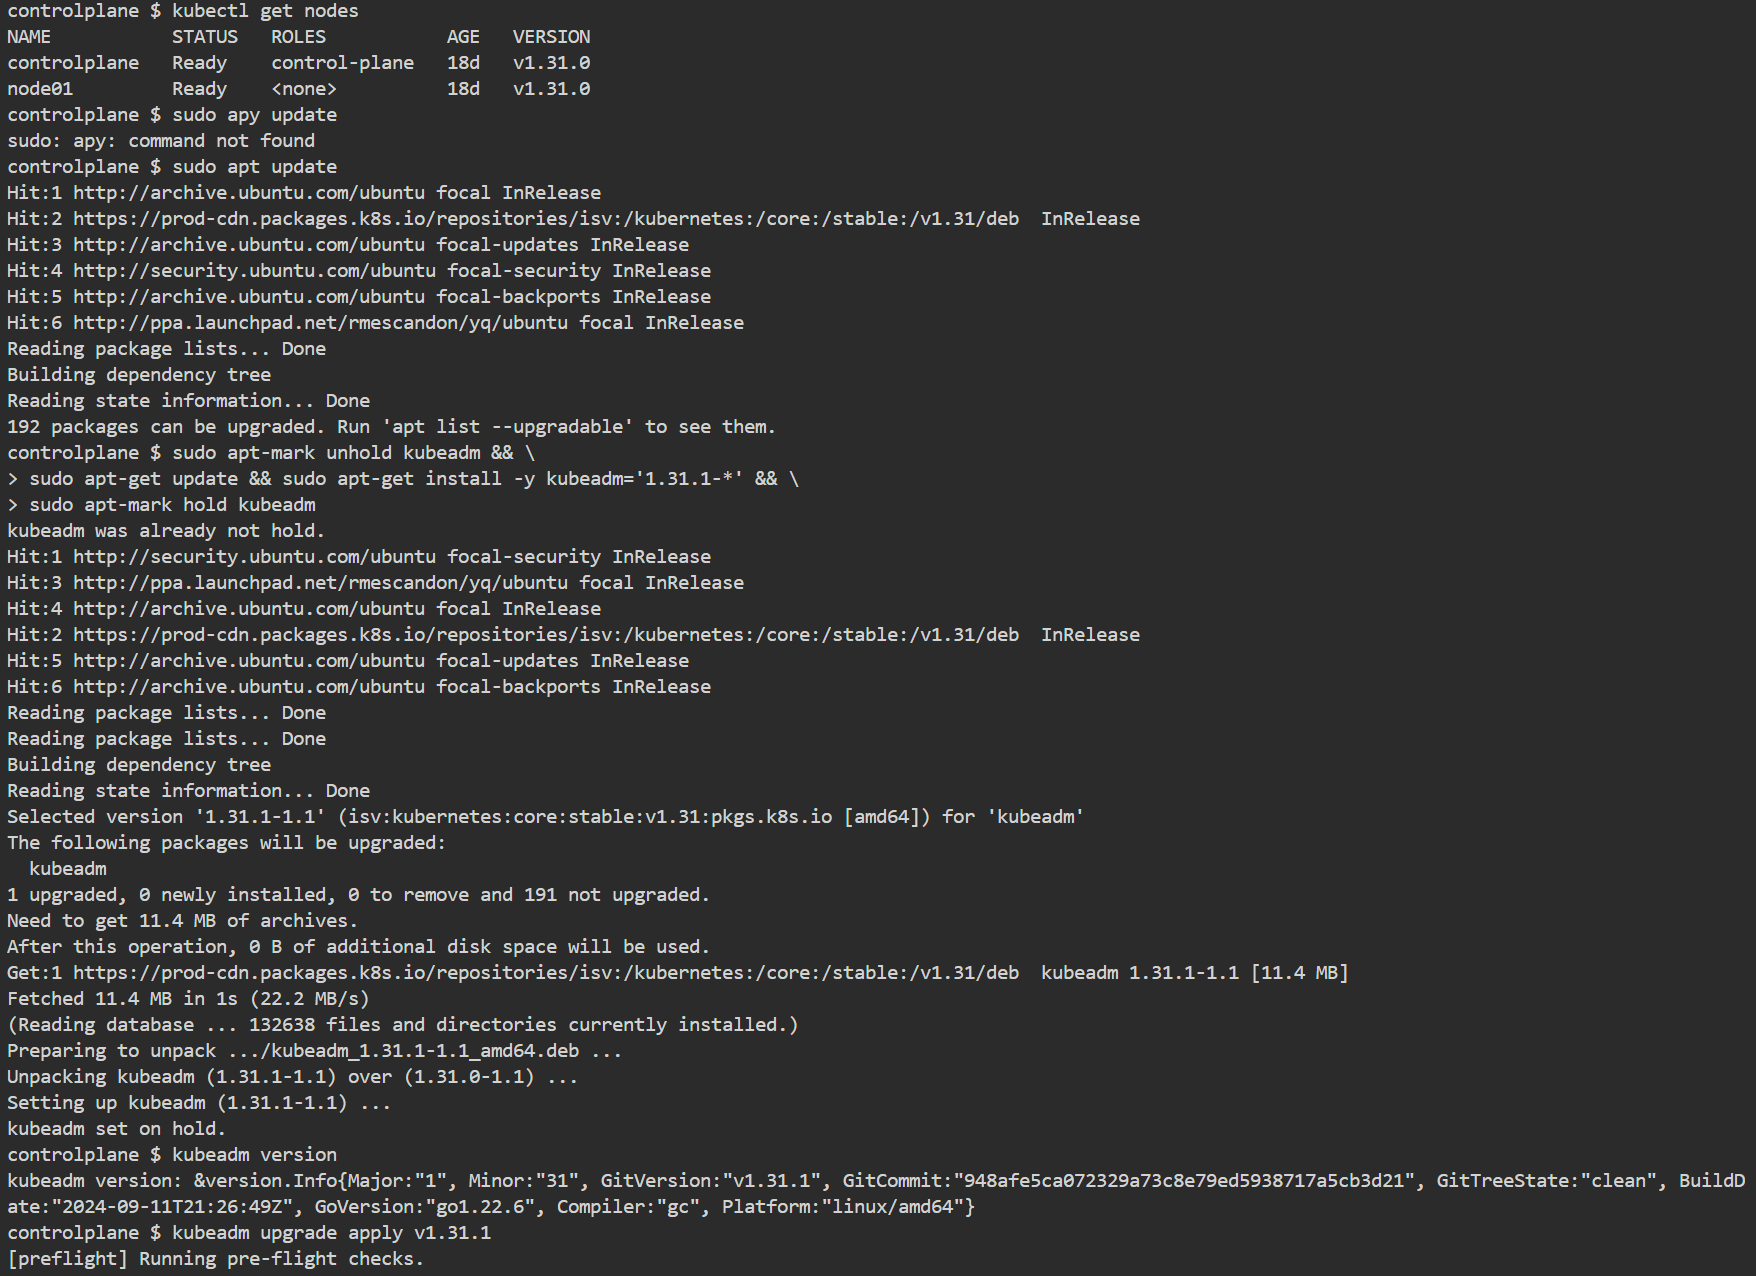 controlplane $ kubectl get nodes
NAME           STATUS   ROLES           AGE   VERSION
controlplane   Ready    control-plane   18d   v1.31.0
node01         Ready    <none>          18d   v1.31.0
controlplane $ sudo apy update
sudo: apy: command not found
controlplane $ sudo apt update
Hit:1 http://archive.ubuntu.com/ubuntu focal InRelease
Hit:2 https://prod-cdn.packages.k8s.io/repositories/isv:/kubernetes:/core:/stable:/v1.31/deb  InRelease
Hit:3 http://archive.ubuntu.com/ubuntu focal-updates InRelease
Hit:4 http://security.ubuntu.com/ubuntu focal-security InRelease
Hit:5 http://archive.ubuntu.com/ubuntu focal-backports InRelease
Hit:6 http://ppa.launchpad.net/rmescandon/yq/ubuntu focal InRelease
Reading package lists... Done
Building dependency tree
Reading state information... Done
192 packages can be upgraded. Run 'apt list --upgradable' to see them.
controlplane $ sudo apt-mark unhold kubeadm && \
> sudo apt-get update && sudo apt-get install -y kubeadm='1.31.1-*' && \
> sudo apt-mark hold kubeadm
kubeadm was already not hold.
Hit:1 http://security.ubuntu.com/ubuntu focal-security InRelease
Hit:3 http://ppa.launchpad.net/rmescandon/yq/ubuntu focal InRelease
Hit:4 http://archive.ubuntu.com/ubuntu focal InRelease
Hit:2 https://prod-cdn.packages.k8s.io/repositories/isv:/kubernetes:/core:/stable:/v1.31/deb  InRelease
Hit:5 http://archive.ubuntu.com/ubuntu focal-updates InRelease
Hit:6 http://archive.ubuntu.com/ubuntu focal-backports InRelease
Reading package lists... Done
Reading package lists... Done
Building dependency tree
Reading state information... Done
Selected version '1.31.1-1.1' (isv:kubernetes:core:stable:v1.31:pkgs.k8s.io [amd64]) for 'kubeadm'
The following packages will be upgraded:
  kubeadm
1 upgraded, 0 newly installed, 0 to remove and 191 not upgraded.
Need to get 11.4 MB of archives.
After this operation, 0 B of additional disk space will be used.
Get:1 https://prod-cdn.packages.k8s.io/repositories/isv:/kubernetes:/core:/stable:/v1.31/deb  kubeadm 1.31.1-1.1 [11.4 MB]
Fetched 11.4 MB in 1s (22.2 MB/s)
(Reading database ... 132638 files and directories currently installed.)
Preparing to unpack .../kubeadm_1.31.1-1.1_amd64.deb ...
Unpacking kubeadm (1.31.1-1.1) over (1.31.0-1.1) ...
Setting up kubeadm (1.31.1-1.1) ...
kubeadm set on hold.
controlplane $ kubeadm version
kubeadm version: &version.Info{Major:"1", Minor:"31", GitVersion:"v1.31.1", GitCommit:"948afe5ca072329a73c8e79ed5938717a5cb3d21", GitTreeState:"clean", BuildD
ate:"2024-09-11T21:26:49Z", GoVersion:"go1.22.6", Compiler:"gc", Platform:"linux/amd64"}
controlplane $ kubeadm upgrade apply v1.31.1
[preflight] Running pre-flight checks.